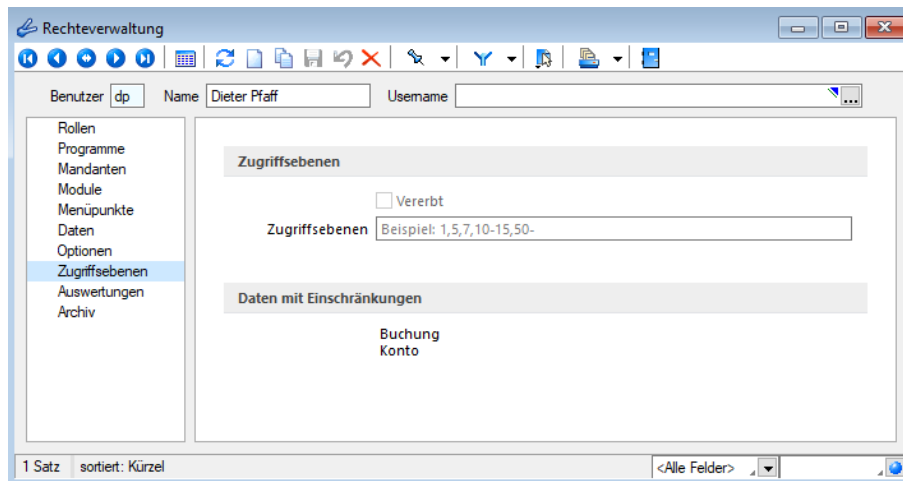 Rechteverwaltung
Benutzer dp Name Dieter Pfaff Username ...
Rollen
Programme
Mandanten
Module
Menüpunkte
Daten
Optionen
Zugriffsebenen
Auswertungen
Archiv
Zugriffsebenen
Vererbt
Zugriffsebenen Beispiel: 1,5,7,10-15,50-
Daten mit Einschränkungen
Buchung
Konto
1 Satz sortiert: Kürzel <Alle Felder>